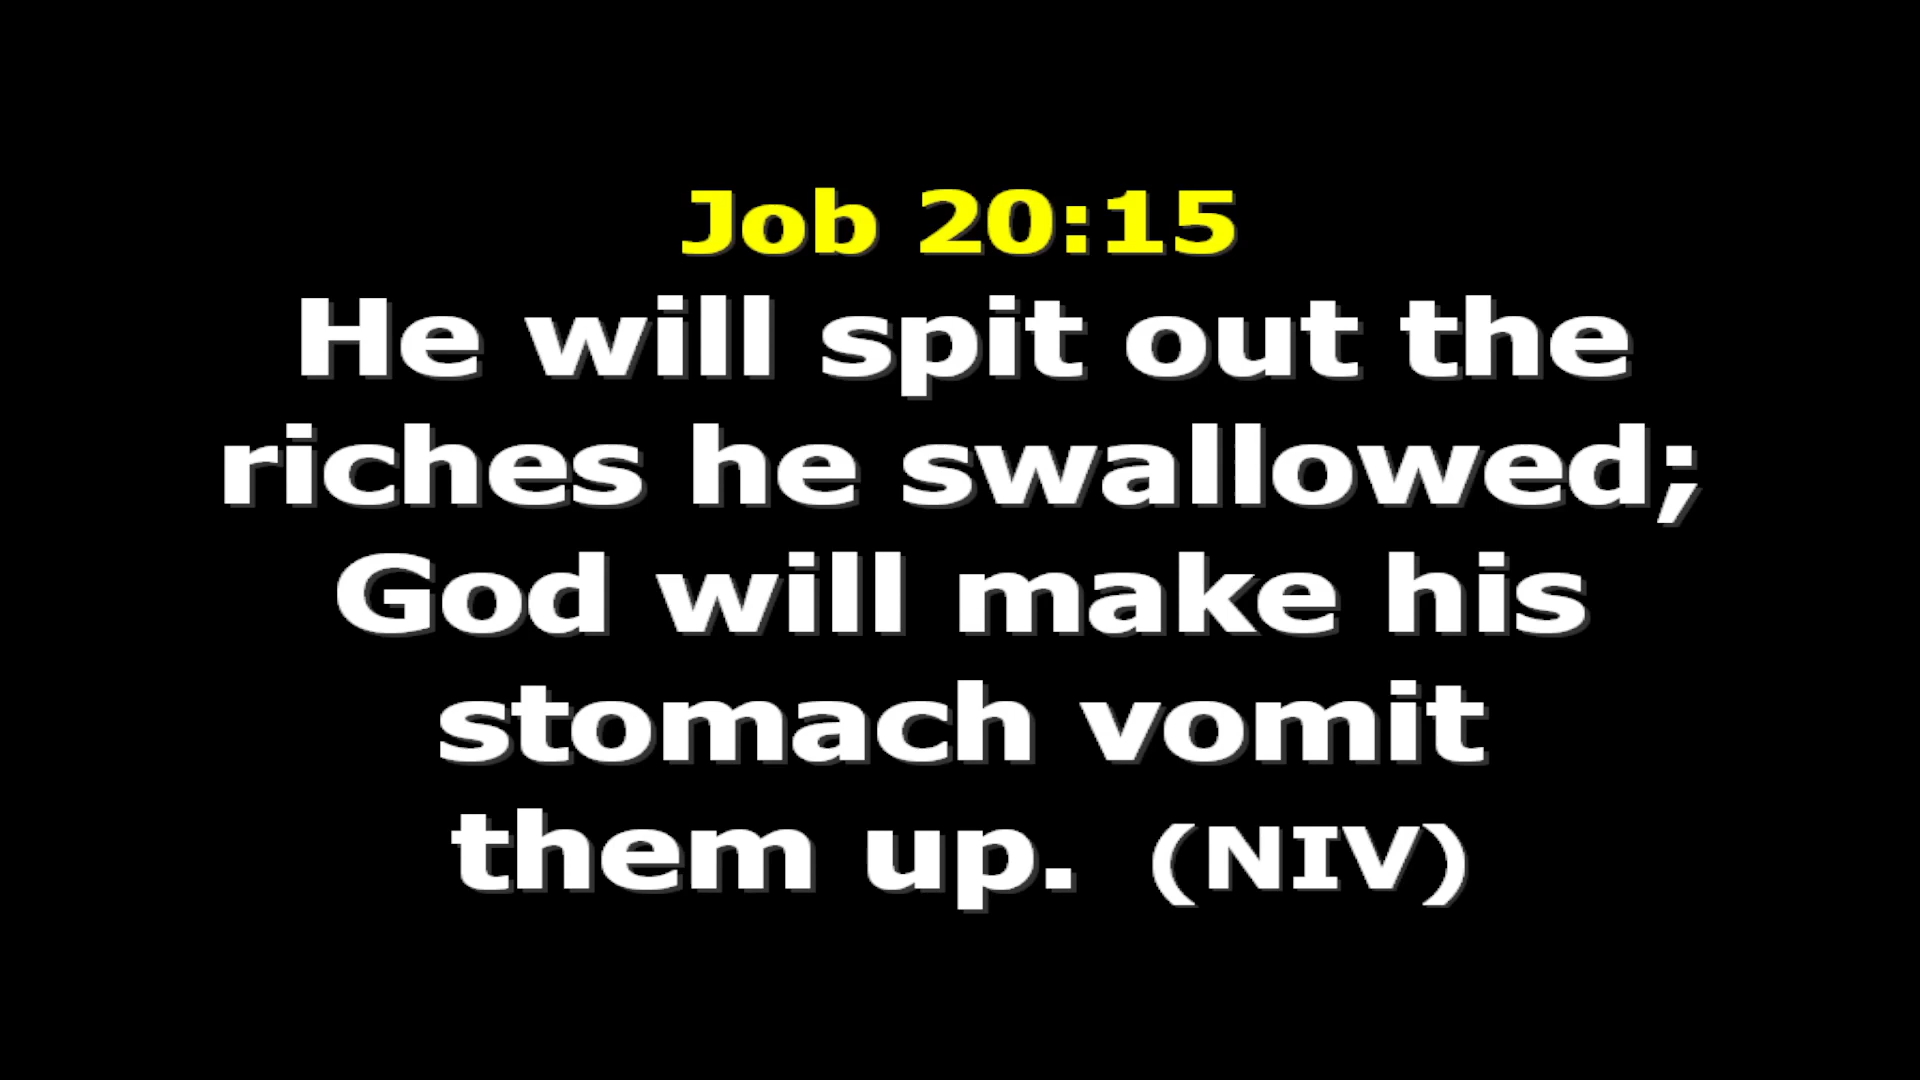 Job 20:15
He will spit out the
riches he swallowed;
God will make his
stomach vomit
them up. (NIV)